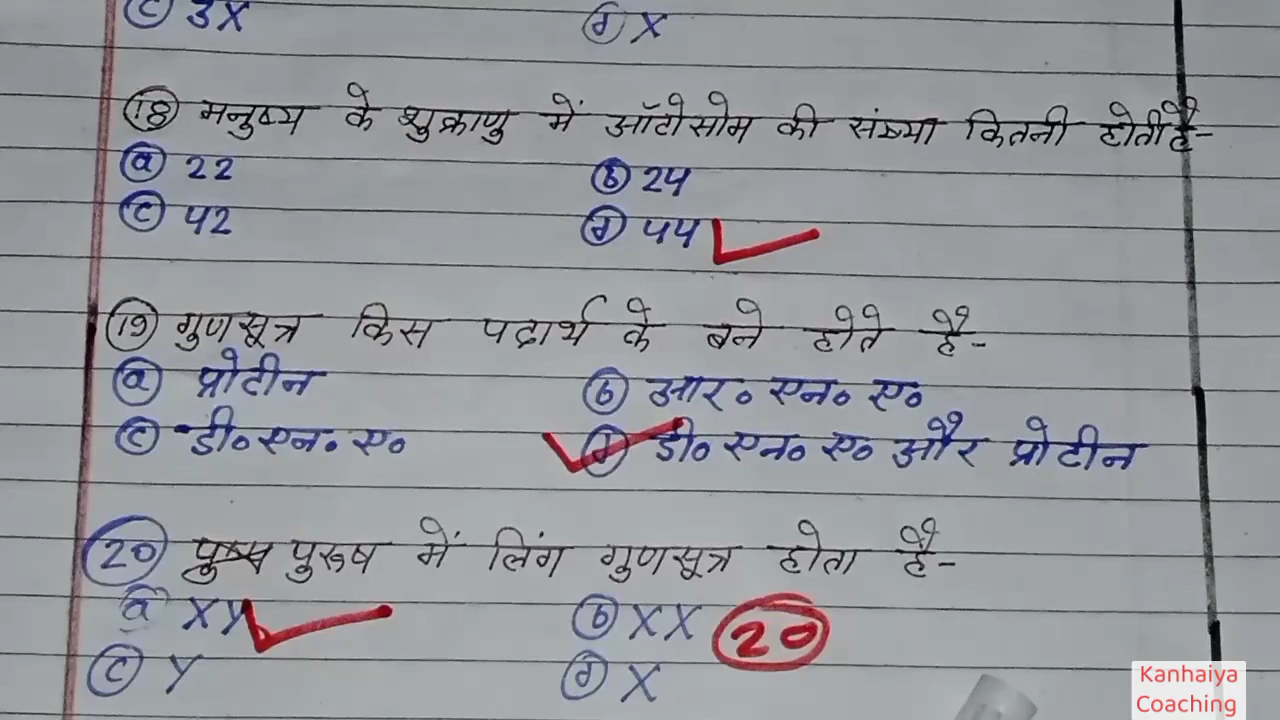 (c) 3X (d) X
(18) मनुष्य के शुक्राणु में ऑटोसोम की संख्या कितनी होती है-
(a) 22 (b) 24
(c) 42 (d) 44
(19) गुणसूत्र किस पदार्थ के बने होते है-
(a) प्रोटीन (b) आर० एन० ए०
(c) डी० एन० ए० (d) डी० एन० ए० और प्रोटीन
(20) पुरुष में लिंग गुणसूत्र होता है-
(a) XY (b) XX 20
(c) Y (d) X
Kanhaiya
Coaching